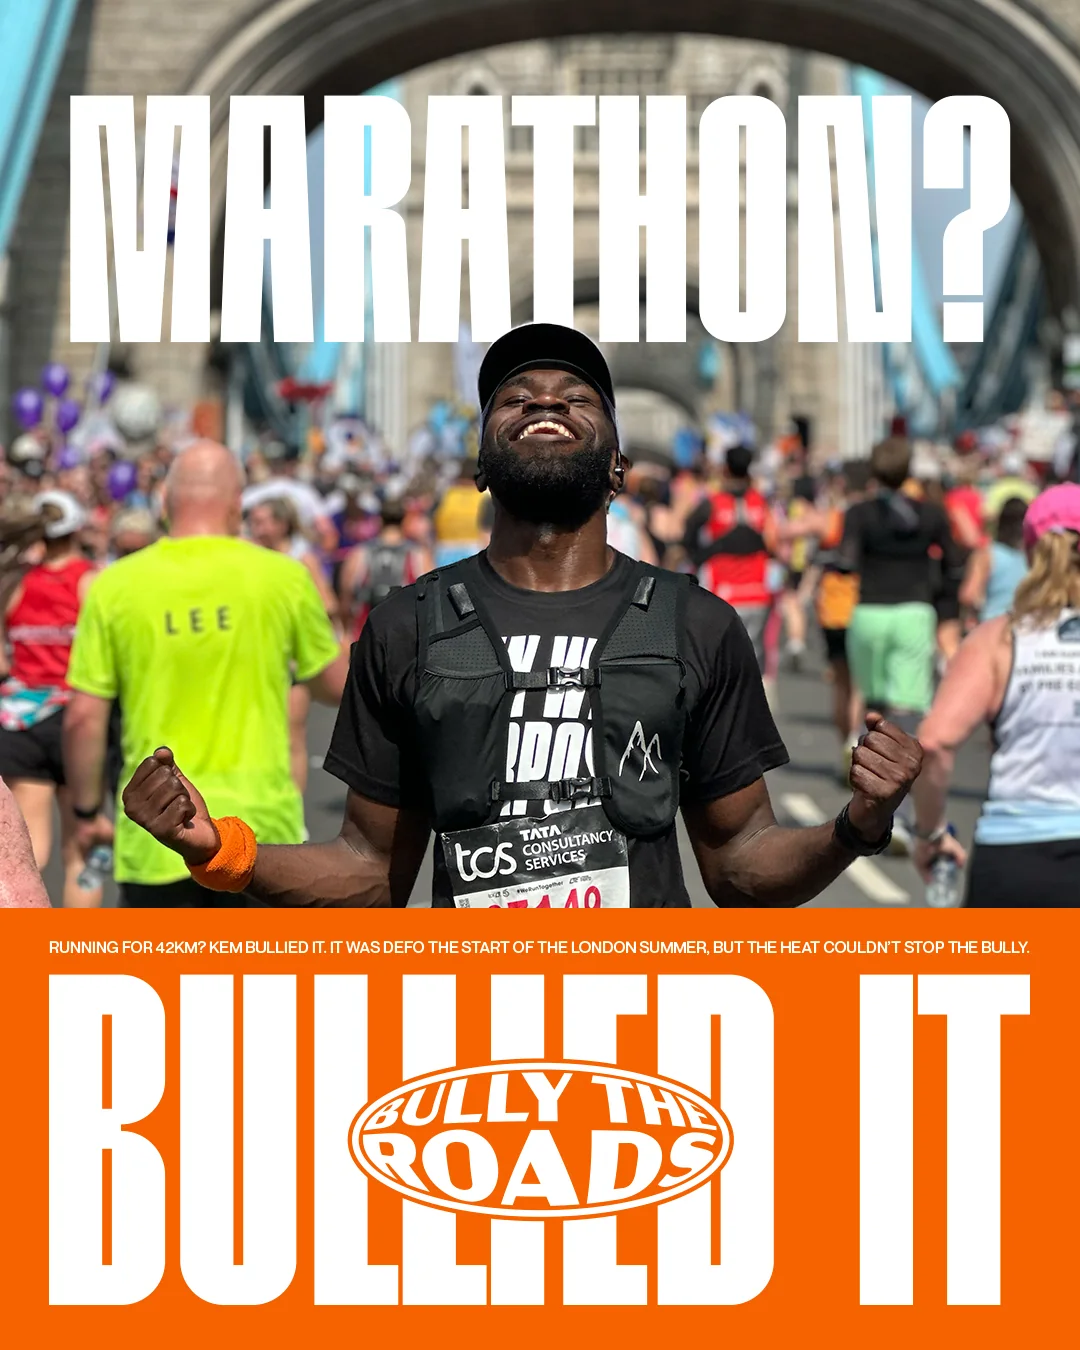 MARATHON?
LEE
TATA
CONSULTANCY
SERVICES
tcs
#WeRunTogether
RUNNING FOR 42KM? KEM BULLIED IT. IT WAS DEFO THE START OF THE LONDON SUMMER, BUT THE HEAT COULDN'T STOP THE BULLY.
BULLIED IT
BULLY THE
ROADS